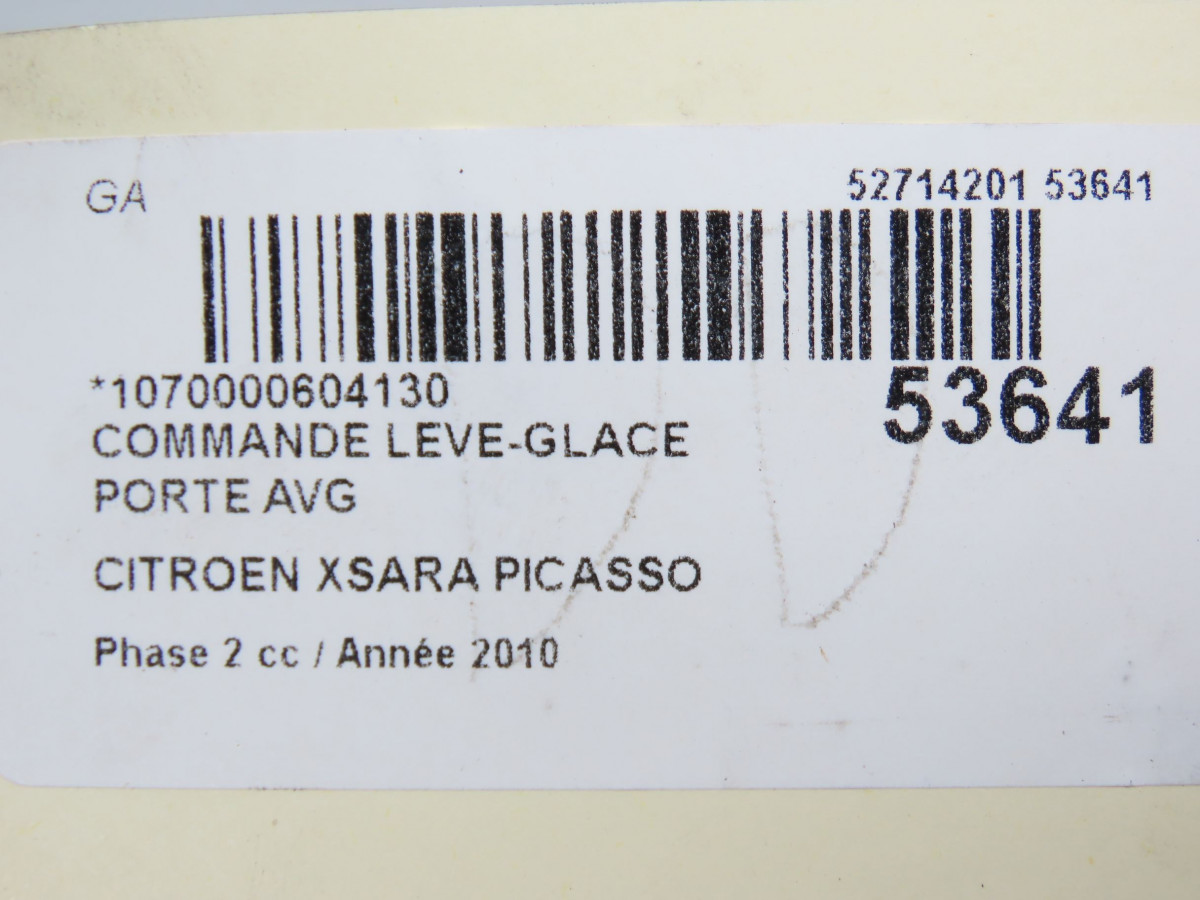 GA
52714201 53641
*1070000604130
53641
COMMANDE LEVE-GLACE
PORTE AVG
CITROEN XSARA PICASSO
Phase 2 cc / Année 2010